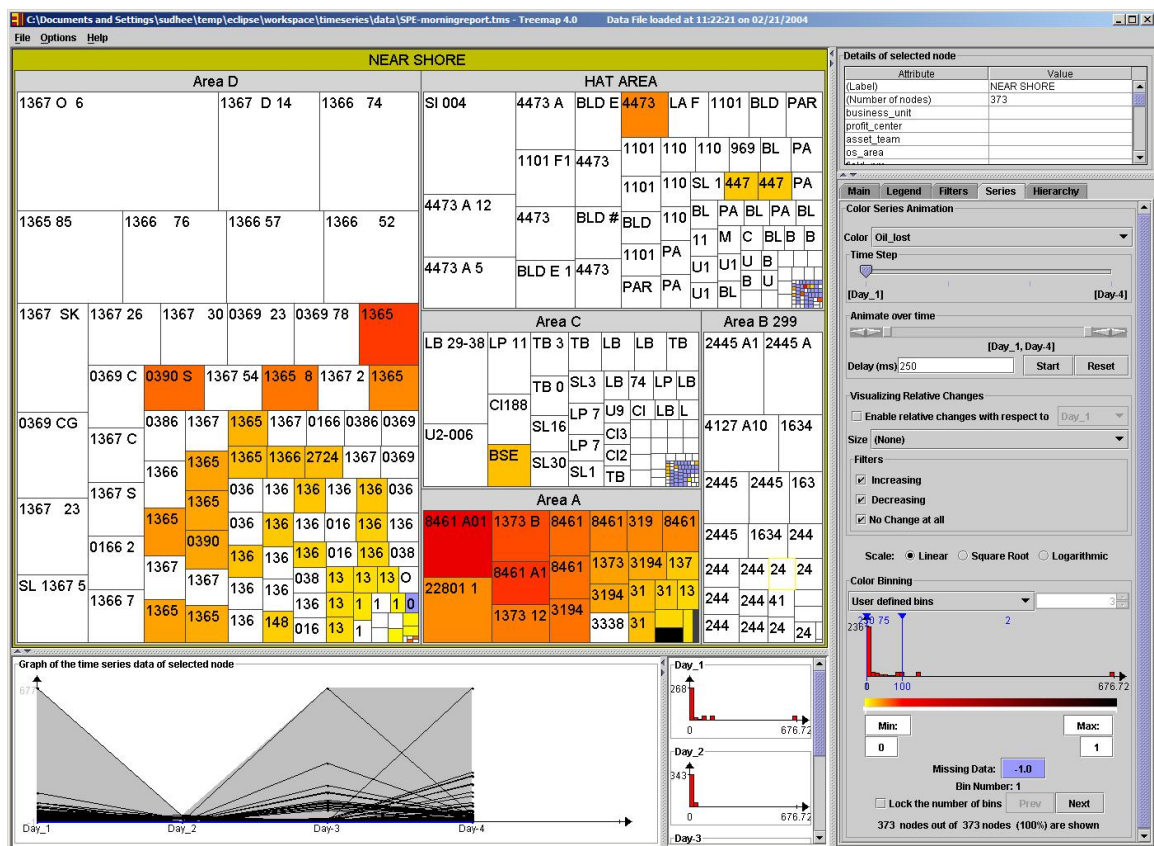 C:\Documents and Settings\sudhee\temp\eclipse\workspace\timeseries\data\SPE-morningreport.tms - Treemap 4.0 Data File loaded at 11:22:21 on 02/21/2004
File Options Help
NEAR SHORE
Area D
1367 O 6 1367 D 14 1366 74
1365 85 1366 76 1366 57 1366 52
1367 SK 1367 26 1367 30 0369 23 0369 78 1365
0369 C 0390 S 1367 54 1365 8 1367 2 1365
0369 CG 0386 1367 1365 1367 0166 0386 0369
1367 C 1366 1365 1365 1366 2724 1367 0369
1367 23 1367 S 1365 036 136 136 136 136 036
1365 0390 036 136 136 016 136 136
0166 2 1367 136 136 136 016 136 038
SL 1367 5 1367 136 136 038 13 13 13 O
1366 7 1365 1365 136 136 136 13 1 1 0
136 148 016 13 1
HAT AREA
SI 004 4473 A BLD E 4473 LA F 1101 BLD PAR
1101 F1 4473 1101 110 110 969 BL PA
4473 A 12 1101 110 SL 1 447 447 PA
4473 BLD # BLD 110 BL PA BL PA BL
4473 A 5 BLD E 1 4473 1101 PA 11 M C BL B B
PAR PA U1 U1 U B
U1 BL B U
Area C
LB 29-38 LP 11 TB 3 TB LB LB TB
TB 0 SL3 LB 74 LP LB
U2-006 CI188 SL16 LP 7 U9 CI LB L
BSE SL30 LP 7 CI3
SL1 CI2
TB
Area B 299
2445 A1 2445 A
4127 A10 1634
2445 2445 163
2445 1634 244
244 244 24 24
244 244 41
244 244 24 24
Area A
8461 A01 1373 B 8461 8461 319 8461
8461 A1 8461 1373 3194 137
22801 1 1373 12 3194 3194 31 31 13
3338 31
Details of selected node
Attribute Value
(Label) NEAR SHORE
(Number of nodes) 373
business_unit
profit_center
asset_team
os_area
Main Legend Filters Series Hierarchy
Color Series Animation
Color Oil_lost
Time Step
[Day_1] [Day-4]
Animate over time
[Day_1, Day-4]
Delay (ms) 250 Start Reset
Visualizing Relative Changes
Enable relative changes with respect to Day_1
Size (None)
Filters
Increasing
Decreasing
No Change at all
Scale: Linear Square Root Logarithmic
Color Binning
User defined bins 3
75 2
236
0 100 676.72
Min: Max:
0 1
Missing Data: -1.0
Bin Number: 1
Lock the number of bins Prev Next
373 nodes out of 373 nodes (100%) are shown
Graph of the time series data of selected node
677
Day_1 Day_2 Day-3 Day-4
Day_1
268
0 676.72
Day_2
343
0 676.72
Day-3